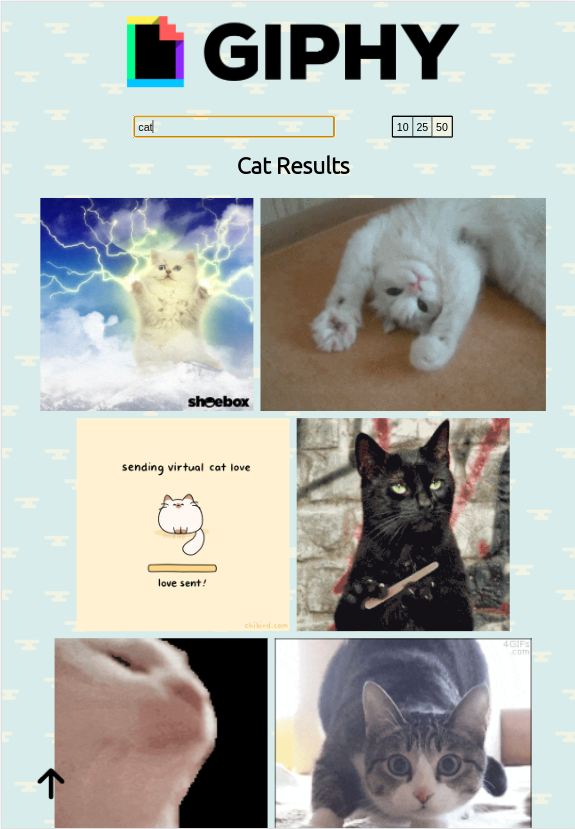 GIPHY
cat
10 25 50
Cat Results
shoebox
sending virtual cat love
love sent!
chibird.com
4GIFs
.com